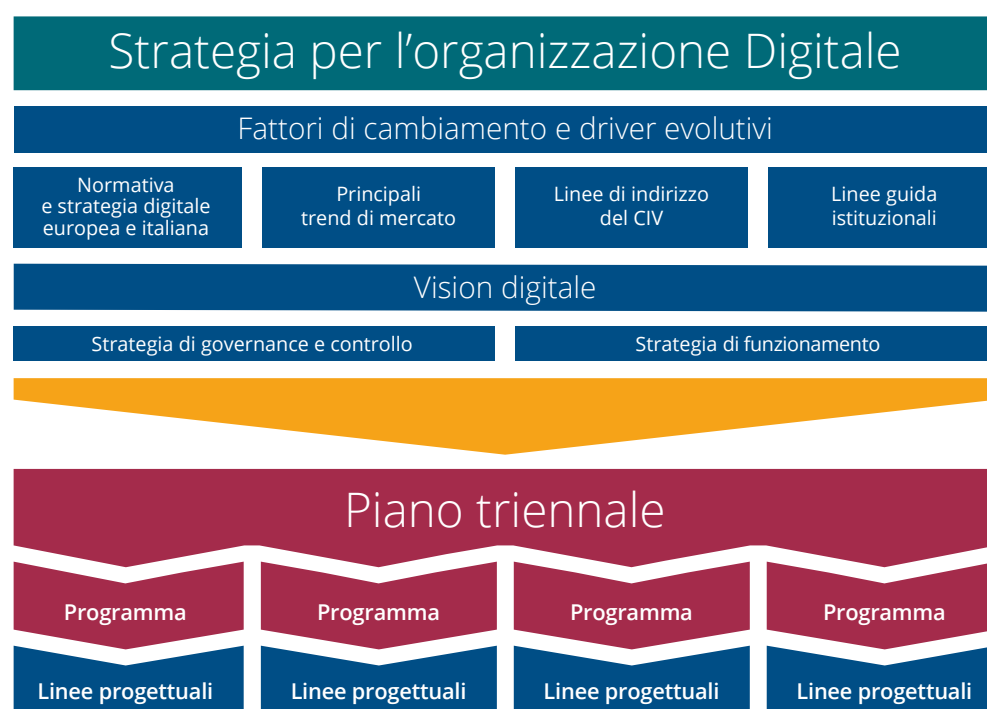 Strategia per l'organizzazione Digitale
Fattori di cambiamento e driver evolutivi
Normativa
e strategia digitale
europea e italiana
Principali
trend di mercato
Linee di indirizzo
del CIV
Linee guida
istituzionali
Vision digitale
Strategia di governance e controllo
Strategia di funzionamento
Piano triennale
Programma
Programma
Programma
Programma
Linee progettuali
Linee progettuali
Linee progettuali
Linee progettuali